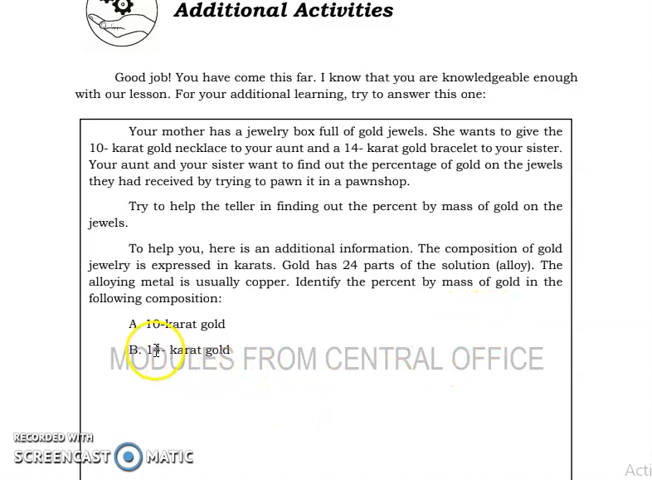 Additional Activities
Good job! You have come this far. I know that you are knowledgeable enough
with our lesson. For your additional learning, try to answer this one:
Your mother has a jewelry box full of gold jewels. She wants to give the
10- karat gold necklace to your aunt and a 14- karat gold bracelet to your sister.
Your aunt and your sister want to find out the percentage of gold on the jewels
they had received by trying to pawn it in a pawnshop.
Try to help the teller in finding out the percent by mass of gold on the
jewels.
To help you, here is an additional information. The composition of gold
jewelry is expressed in karats. Gold has 24 parts of the solution (alloy). The
alloying metal is usually copper. Identify the percent by mass of gold in the
following composition:
A. 10-karat gold
B. 14- karat gold
MODULES FROM CENTRAL OFFICE
RECORDED WITH
SCREENCAST MATIC
Acti